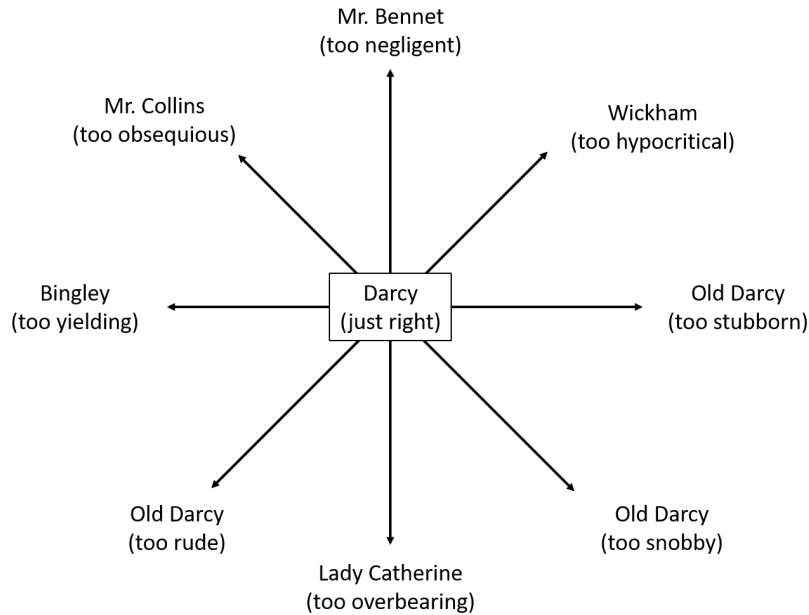 Mr. Bennet
(too negligent)
Mr. Collins
(too obsequious)
Wickham
(too hypocritical)
Bingley
(too yielding)
Darcy
(just right)
Old Darcy
(too stubborn)
Old Darcy
(too rude)
Old Darcy
(too snobby)
Lady Catherine
(too overbearing)